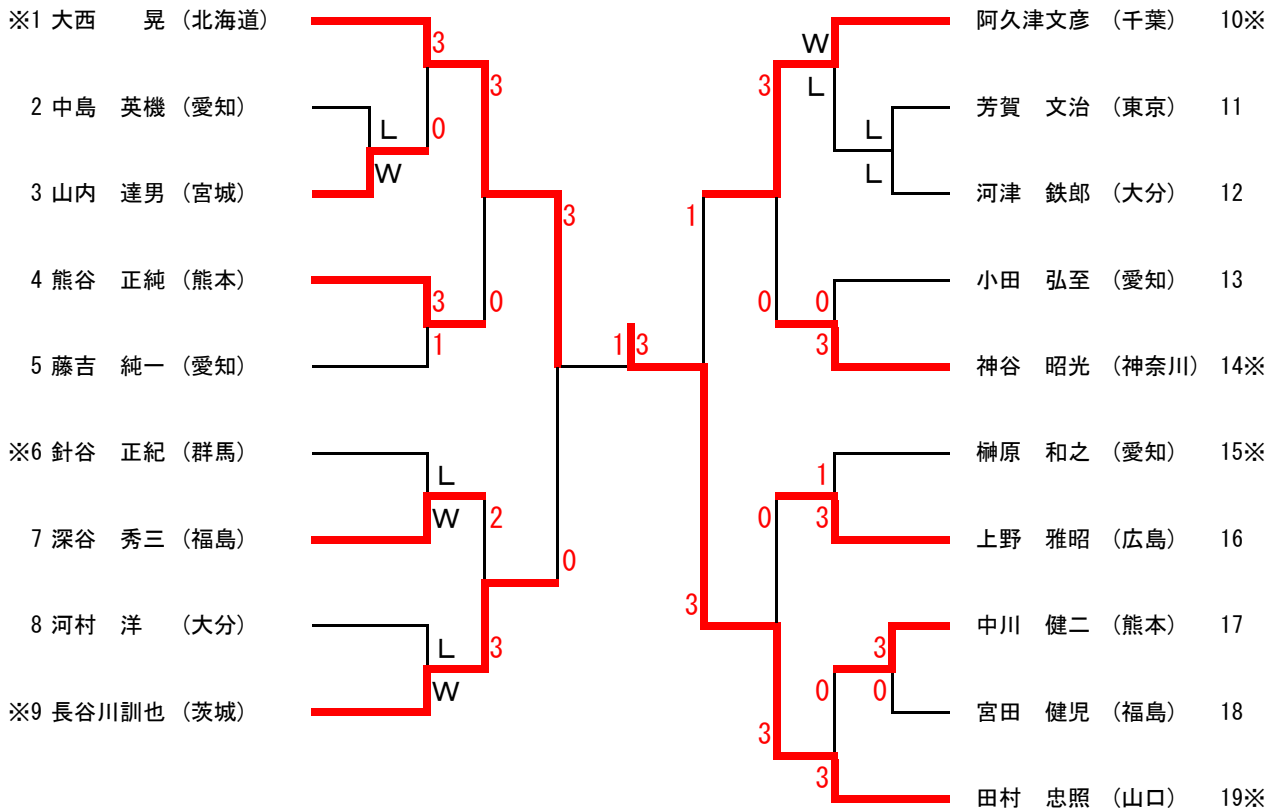 ※1 大西　　晃 (北海道)
2 中島　英機 (愛知)
3 山内　達男 (宮城)
4 熊谷　正純 (熊本)
5 藤吉　純一 (愛知)
※6 針谷　正紀 (群馬)
7 深谷　秀三 (福島)
8 河村　洋　 (大分)
※9 長谷川訓也 (茨城)
3
0
L
W
3
3
1
0
3
L
W
2
L
W
3
0
1
3
阿久津文彦 (千葉) 10※
芳賀　文治 (東京) 11
河津　鉄郎 (大分) 12
小田　弘至 (愛知) 13
神谷　昭光 (神奈川) 14※
榊原　和之 (愛知) 15※
上野　雅昭 (広島) 16
中川　健二 (熊本) 17
宮田　健児 (福島) 18
田村　忠照 (山口) 19※
W
L
3
L
L
1
0
0
3
1
3
0
3
3
0
0
3
3